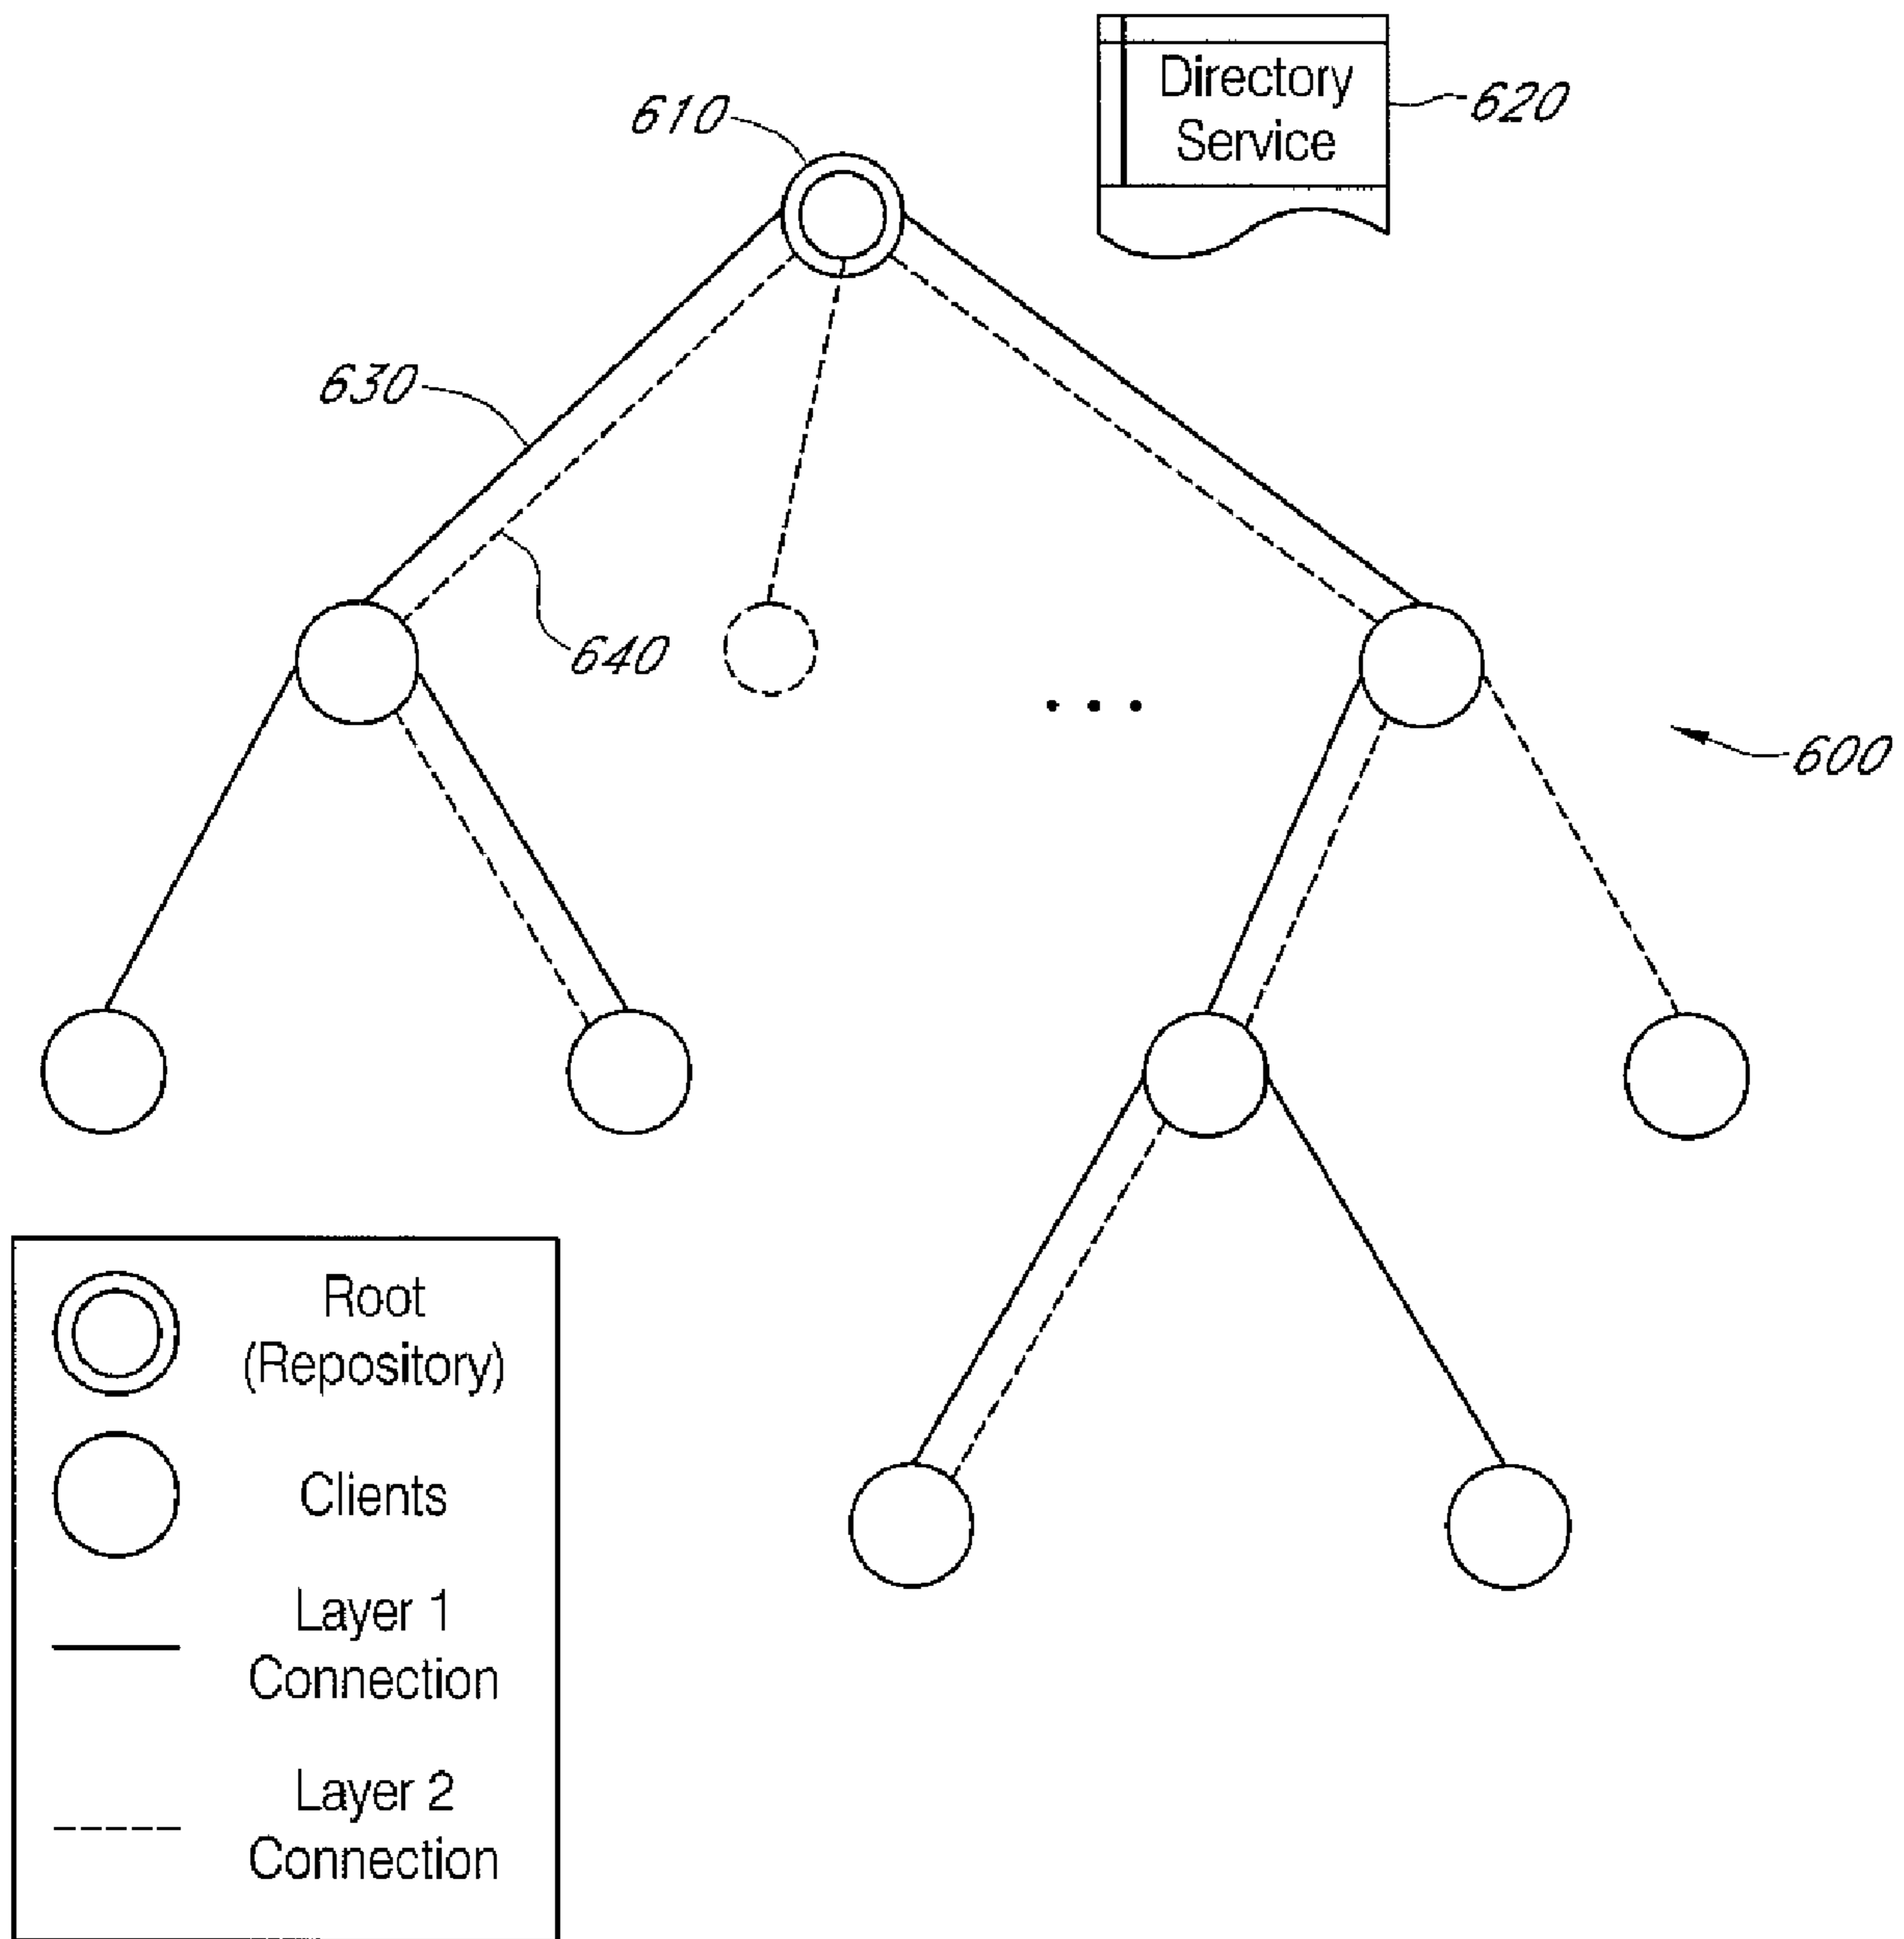 Directory
Service
620
610
630
640
600
Root
(Repository)
Clients
Layer 1
Connection
Layer 2
Connection